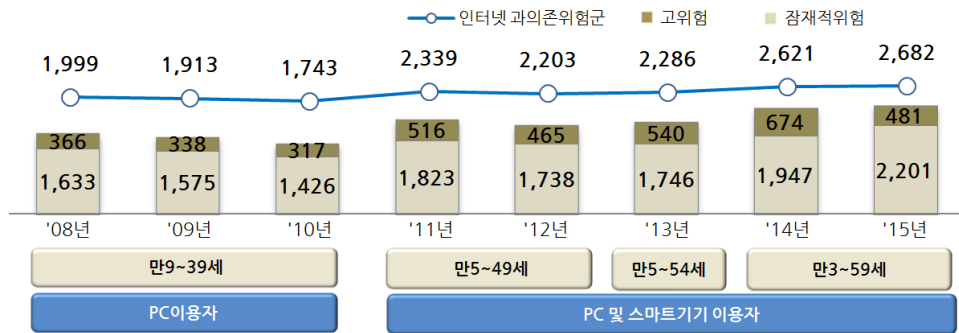 인터넷 과의존위험군 고위험 잠재적위험
1,999 1,913 1,743 2,339 2,203 2,286 2,621 2,682
366 338 317 516 465 540 674 481
1,633 1,575 1,426 1,823 1,738 1,746 1,947 2,201
'08년 '09년 '10년 '11년 '12년 '13년 '14년 '15년
만9~39세 만5~49세 만5~54세 만3~59세
PC이용자 PC 및 스마트기기 이용자